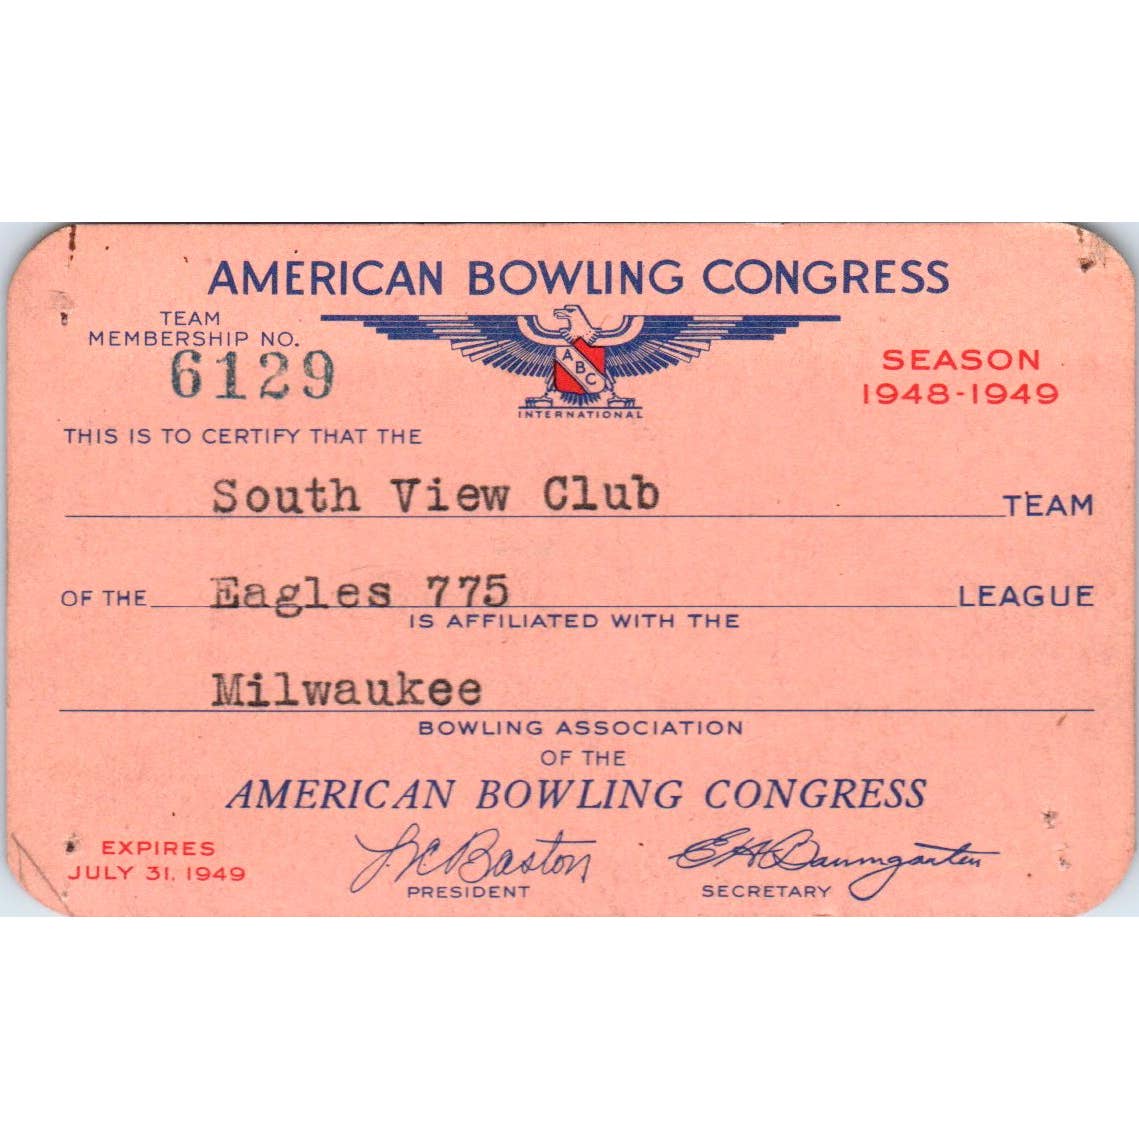 AMERICAN BOWLING CONGRESS
TEAM
MEMBERSHIP NO.
6129
A B C
INTERNATIONAL
SEASON
1948-1949
THIS IS TO CERTIFY THAT THE
South View Club TEAM
OF THE Eagles 775 LEAGUE
IS AFFILIATED WITH THE
Milwaukee
BOWLING ASSOCIATION
OF THE
AMERICAN BOWLING CONGRESS
EXPIRES
JULY 31, 1949
L.C. Baston
PRESIDENT
E H Baumgarten
SECRETARY